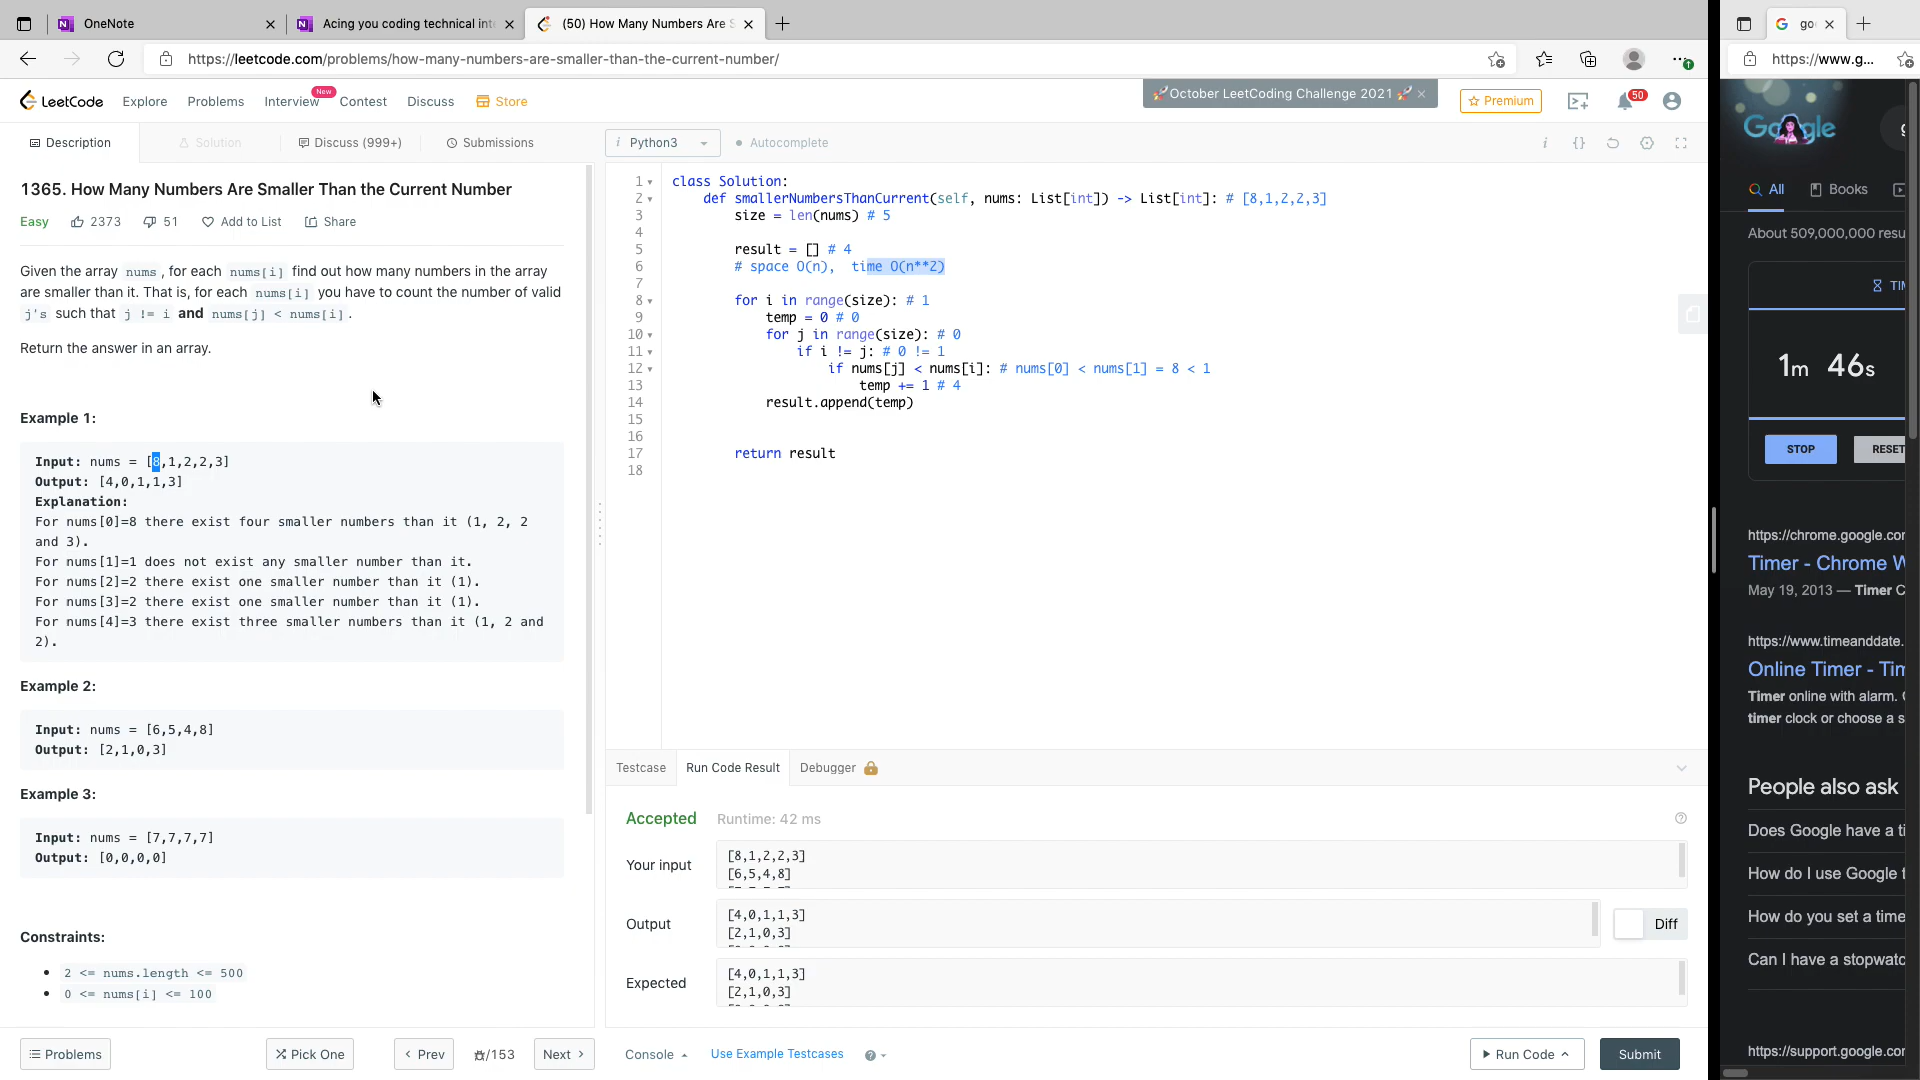 OneNote
Acing you coding technical int
(50) How Many Numbers Are S
https://leetcode.com/problems/how-many-numbers-are-smaller-than-the-current-number/
LeetCode
Explore
Problems
Interview
New
Contest
Discuss
Store
🚀October LeetCoding Challenge 2021 🚀 ×
Premium
50
Description
Solution
Discuss (999+)
Submissions
i Python3
Autocomplete
1365. How Many Numbers Are Smaller Than the Current Number
Easy
2373
51
Add to List
Share
Given the array nums, for each nums[i] find out how many numbers in the array
are smaller than it. That is, for each nums[i] you have to count the number of valid
j's such that j != i and nums[j] < nums[i].
Return the answer in an array.
Example 1:
Input: nums = [8,1,2,2,3]
Output: [4,0,1,1,3]
Explanation:
For nums[0]=8 there exist four smaller numbers than it (1, 2, 2
and 3).
For nums[1]=1 does not exist any smaller number than it.
For nums[2]=2 there exist one smaller number than it (1).
For nums[3]=2 there exist one smaller number than it (1).
For nums[4]=3 there exist three smaller numbers than it (1, 2 and
2).
Example 2:
Input: nums = [6,5,4,8]
Output: [2,1,0,3]
Example 3:
Input: nums = [7,7,7,7]
Output: [0,0,0,0]
Constraints:
2 <= nums.length <= 500
0 <= nums[i] <= 100
Problems
Pick One
Prev
/153
Next
1 class Solution:
2 def smallerNumbersThanCurrent(self, nums: List[int]) -> List[int]: # [8,1,2,2,3]
3 size = len(nums) # 5
4
5 result = [] # 4
6 # space O(n), time O(n**2)
7
8 for i in range(size): # 1
9 temp = 0 # 0
10 for j in range(size): # 0
11 if i != j: # 0 != 1
12 if nums[j] < nums[i]: # nums[0] < nums[1] = 8 < 1
13 temp += 1 # 4
14 result.append(temp)
15
16
17 return result
18
Testcase
Run Code Result
Debugger
Accepted
Runtime: 42 ms
Your input
[8,1,2,2,3]
[6,5,4,8]
Output
[4,0,1,1,3]
[2,1,0,3]
Diff
Expected
[4,0,1,1,3]
[2,1,0,3]
Console
Use Example Testcases
Run Code
Submit
go
https://www.g...
Google
g
All
Books
About 509,000,000 resu
TIM
1m 46s
STOP
RESET
https://chrome.google.cor
Timer - Chrome W
May 19, 2013 — Timer C
https://www.timeanddate.
Online Timer - Tim
Timer online with alarm.
timer clock or choose a s
People also ask
Does Google have a ti
How do I use Google t
How do you set a time
Can I have a stopwatc
https://support.google.cor